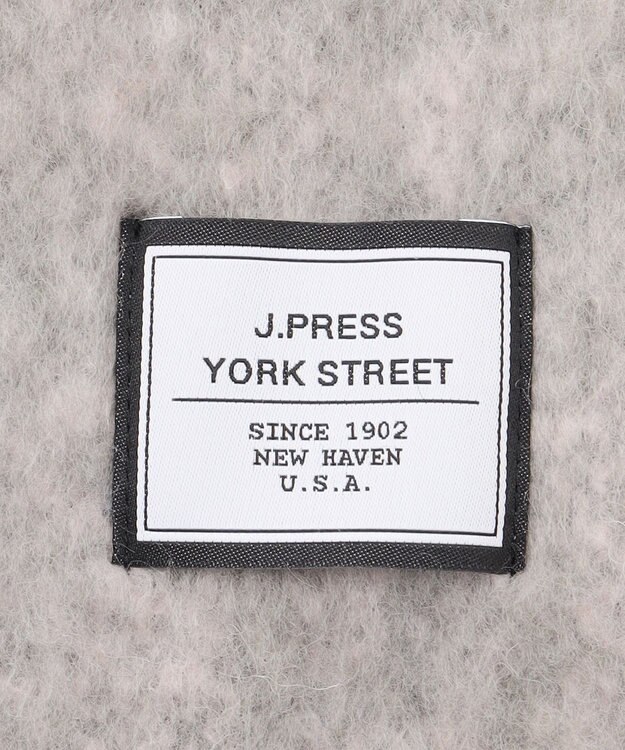 J.PRESS
YORK STREET
SINCE 1902
NEW HAVEN
U.S.A.